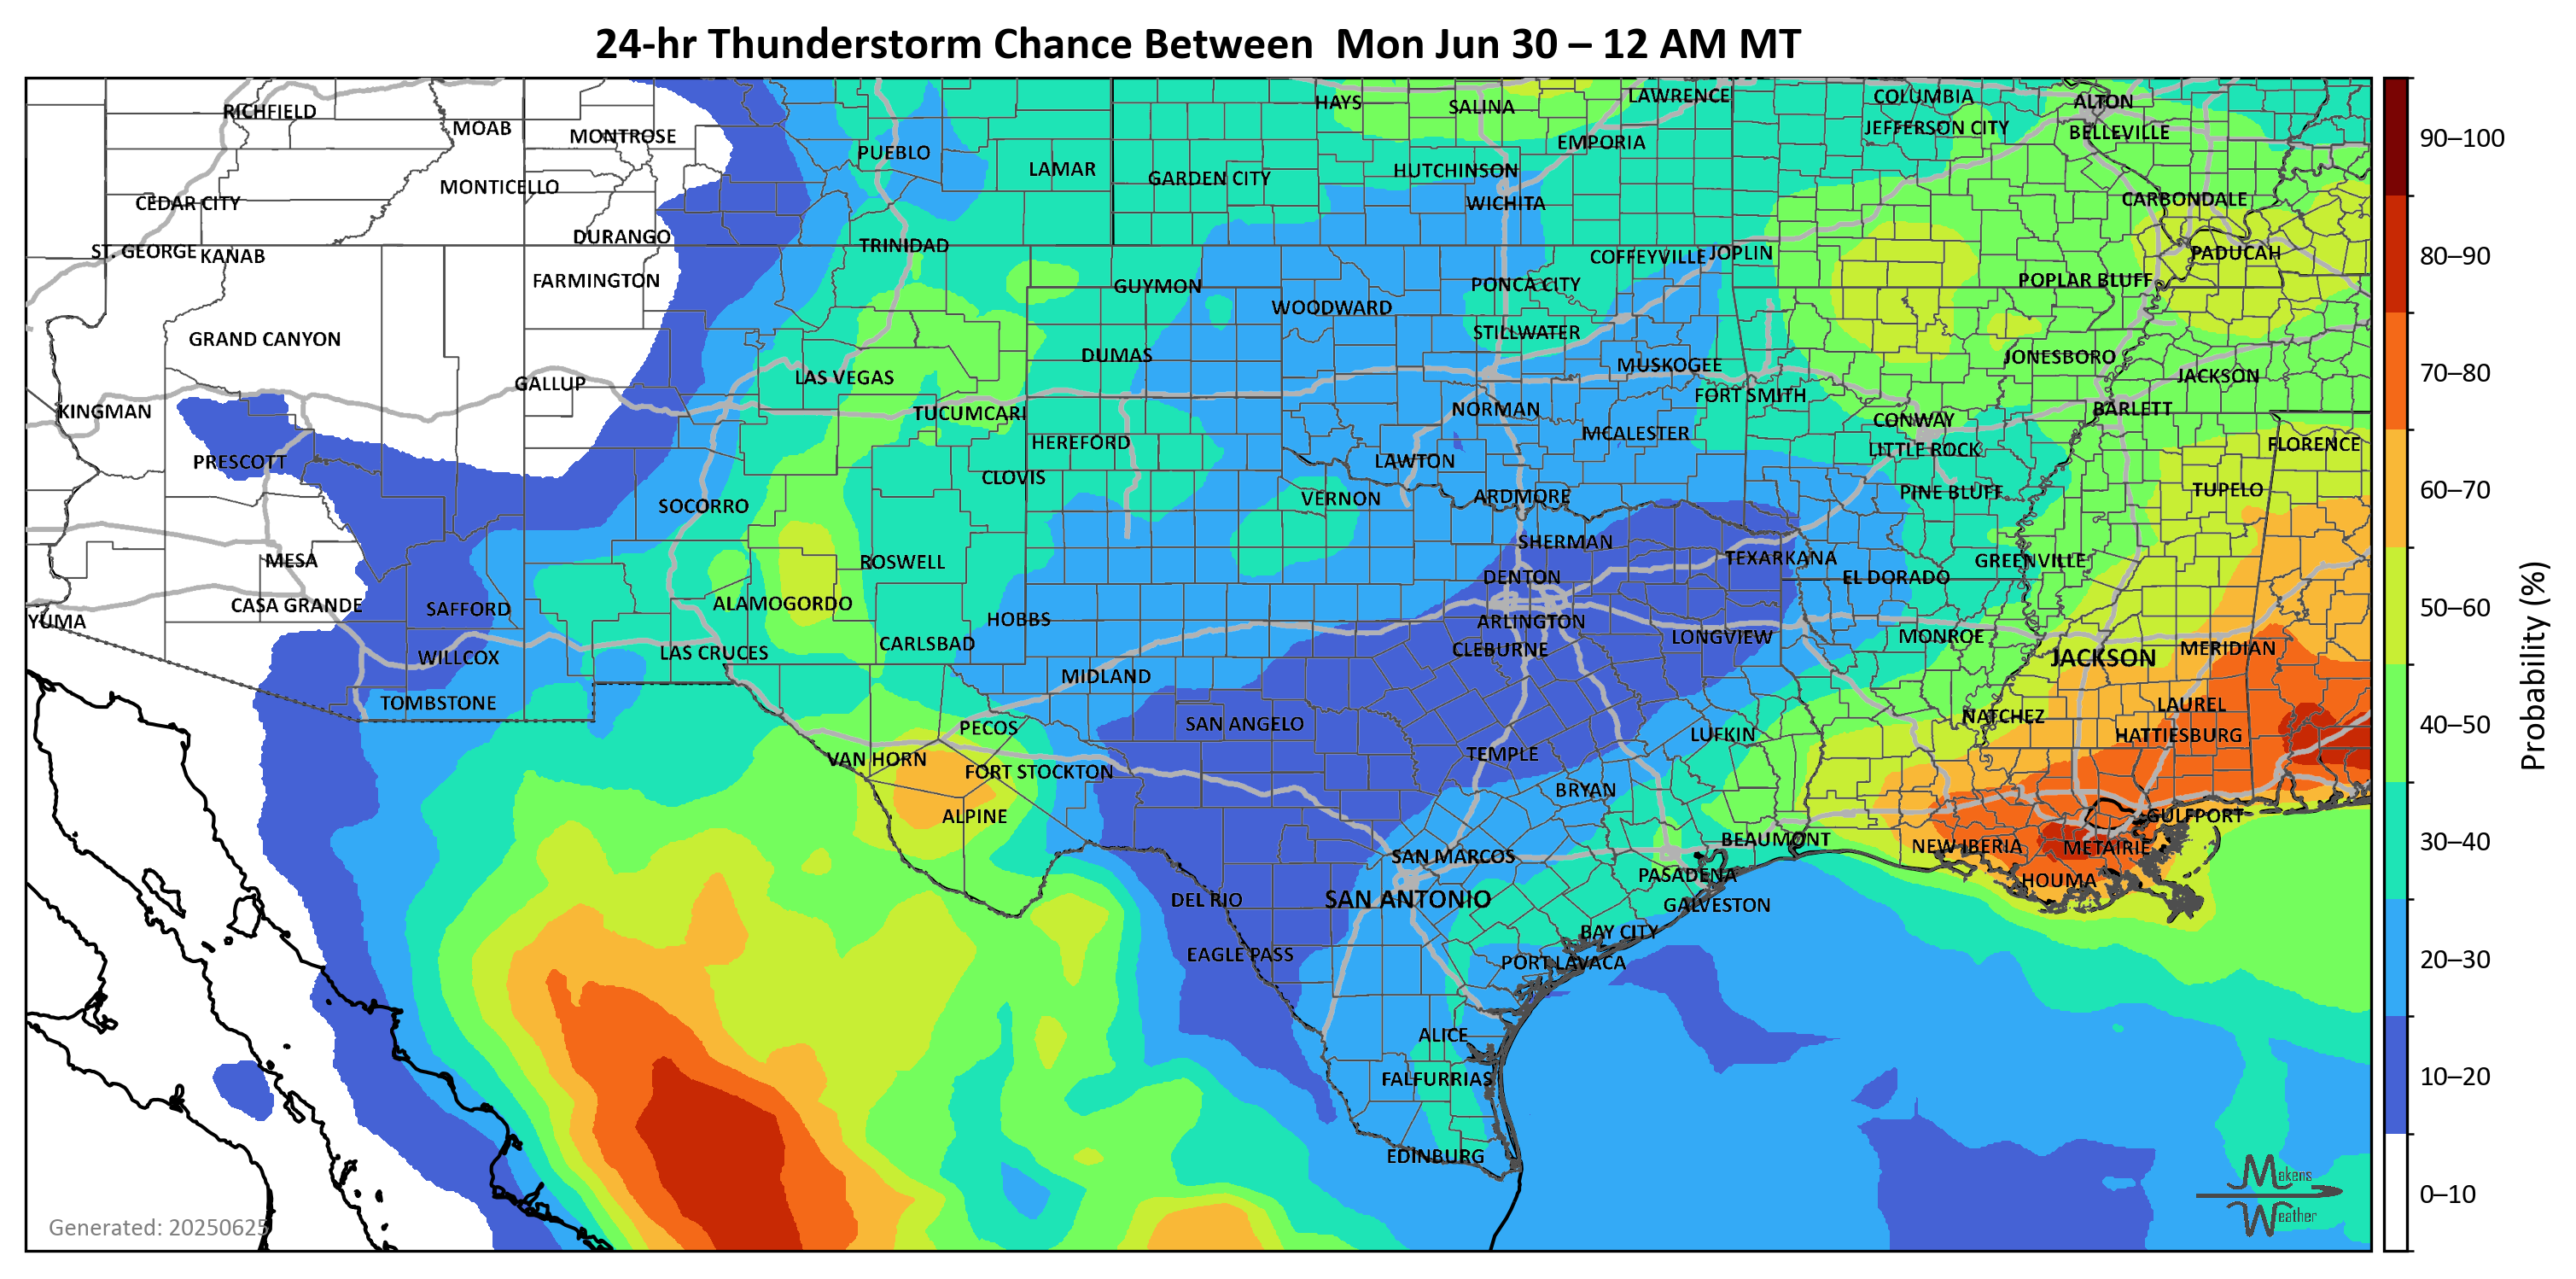 24-hr Thunderstorm Chance Between  Mon Jun 30 – 12 AM MT
RICHFIELD
MOAB
MONTROSE
PUEBLO
LAMAR
HAYS
SALINA
LAWRENCE
COLUMBIA
ALTON
JEFFERSON CITY
BELLEVILLE
EMPORIA
HUTCHINSON
GARDEN CITY
MONTICELLO
CEDAR CITY
WICHITA
CARBONDALE
DURANGO
TRINIDAD
ST. GEORGE
KANAB
COFFEYVILLE
JOPLIN
PADUCAH
FARMINGTON
GUYMON
PONCA CITY
POPLAR BLUFF
WOODWARD
GRAND CANYON
STILLWATER
DUMAS
JONESBORO
MUSKOGEE
LAS VEGAS
GALLUP
JACKSON
FORT SMITH
KINGMAN
TUCUMCARI
NORMAN
BARLETT
CONWAY
MCALESTER
HEREFORD
FLORENCE
LITTLE ROCK
PRESCOTT
LAWTON
CLOVIS
SOCORRO
VERNON
ARDMORE
PINE BLUFF
TUPELO
MESA
ROSWELL
SHERMAN
TEXARKANA
GREENVILLE
DENTON
EL DORADO
CASA GRANDE
SAFFORD
ALAMOGORDO
YUMA
HOBBS
ARLINGTON
CARLSBAD
CLEBURNE
LONGVIEW
MONROE
MERIDIAN
WILLCOX
LAS CRUCES
JACKSON
MIDLAND
TOMBSTONE
PECOS
SAN ANGELO
NATCHEZ
LAUREL
LUFKIN
HATTIESBURG
VAN HORN
FORT STOCKTON
TEMPLE
BRYAN
ALPINE
GULFPORT
BEAUMONT
SAN MARCOS
NEW IBERIA
METAIRIE
PASADENA
HOUMA
DEL RIO
SAN ANTONIO
GALVESTON
BAY CITY
EAGLE PASS
PORT LAVACA
ALICE
FALFURRIAS
EDINBURG
Generated: 20250625
Makens
Weather
90–100
80–90
70–80
60–70
50–60
40–50
30–40
20–30
10–20
0–10
Probability (%)